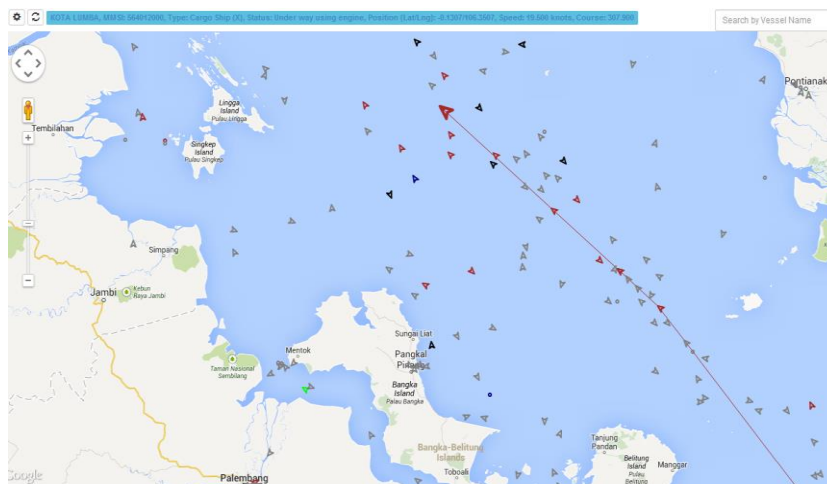 KOTA LUMBA, MMSI: 564012000, Type: Cargo Ship (X), Status: Under way using engine, Position (Lat/Lng): -0.1307/106.3507, Speed: 19.500 knots, Course: 307.900
Search by Vessel Name
Lingga
Island
Pulau Lingga
Pontianak
Tembilahan
Singkep
Island
Pulau Singkep
Simpang
Kebun
Raya Jambi
Jambi
Sungai Liat
Mentok
Pangkal
Taman Nasional
Sembilang
Bangka
Island
Pulau Bangka
Bangka-Belitung
Islands
Tanjung
Pandan
Belitung
Island
Pulau
Belitung
Manggar
Toboali
Palembang
Google